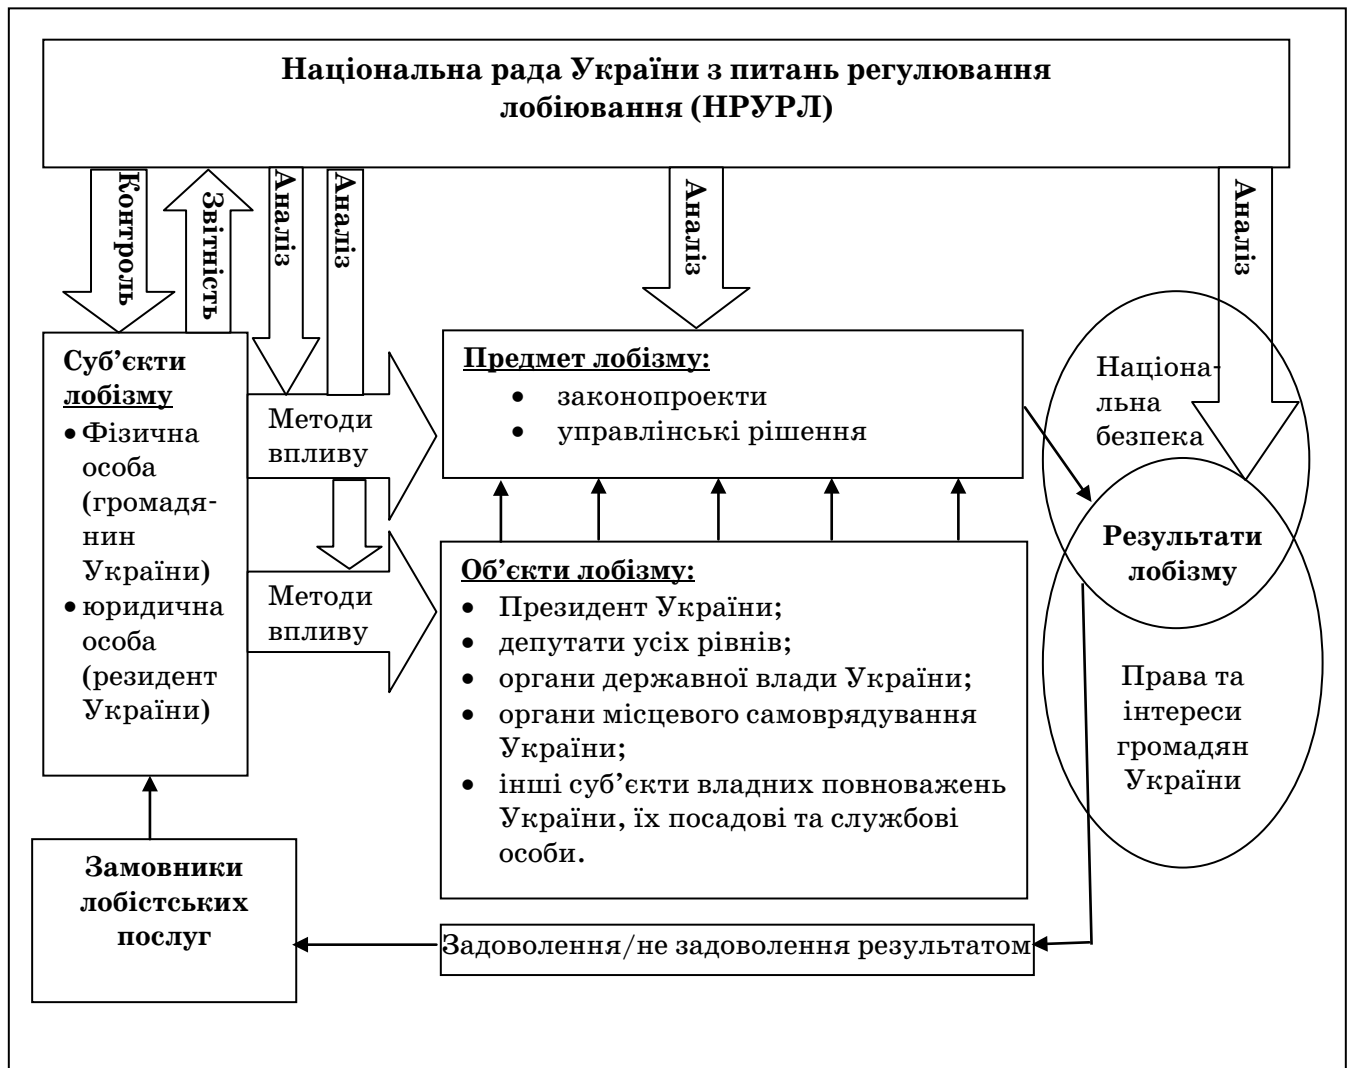 Національна рада України з питань регулювання
лобіювання (НРУРЛ)
Контроль
Звітність
Аналіз
Аналіз
Аналіз
Аналіз
Суб’єкти
лобізму
• Фізична
особа
(громадя-
нин
України)
• юридична
особа
(резидент
України)
Методи
впливу
Методи
впливу
Предмет лобізму:
• законопроекти
• управлінські рішення
Об’єкти лобізму:
• Президент України;
• депутати усіх рівнів;
• органи державної влади України;
• органи місцевого самоврядування
України;
• інші суб’єкти владних повноважень
України, їх посадові та службові
особи.
Націона-
льна
безпека
Результати
лобізму
Права та
інтереси
громадян
України
Замовники
лобістських
послуг
Задоволення/не задоволення результатом